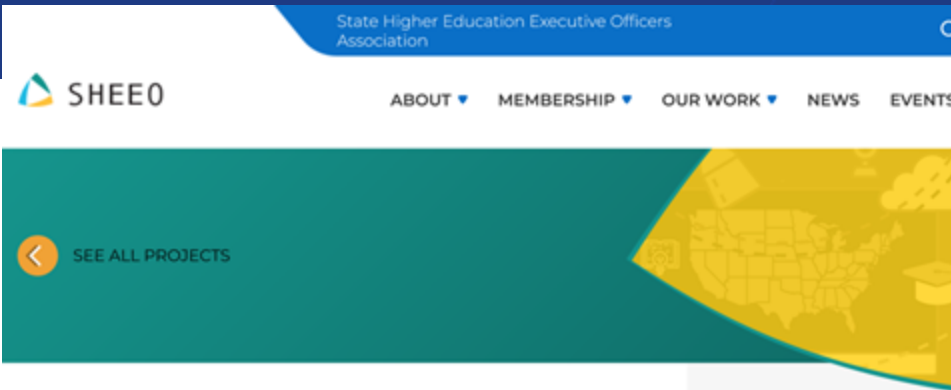 State Higher Education Executive Officers
Association
SHEEO
ABOUT MEMBERSHIP OUR WORK NEWS EVENTS
SEE ALL PROJECTS